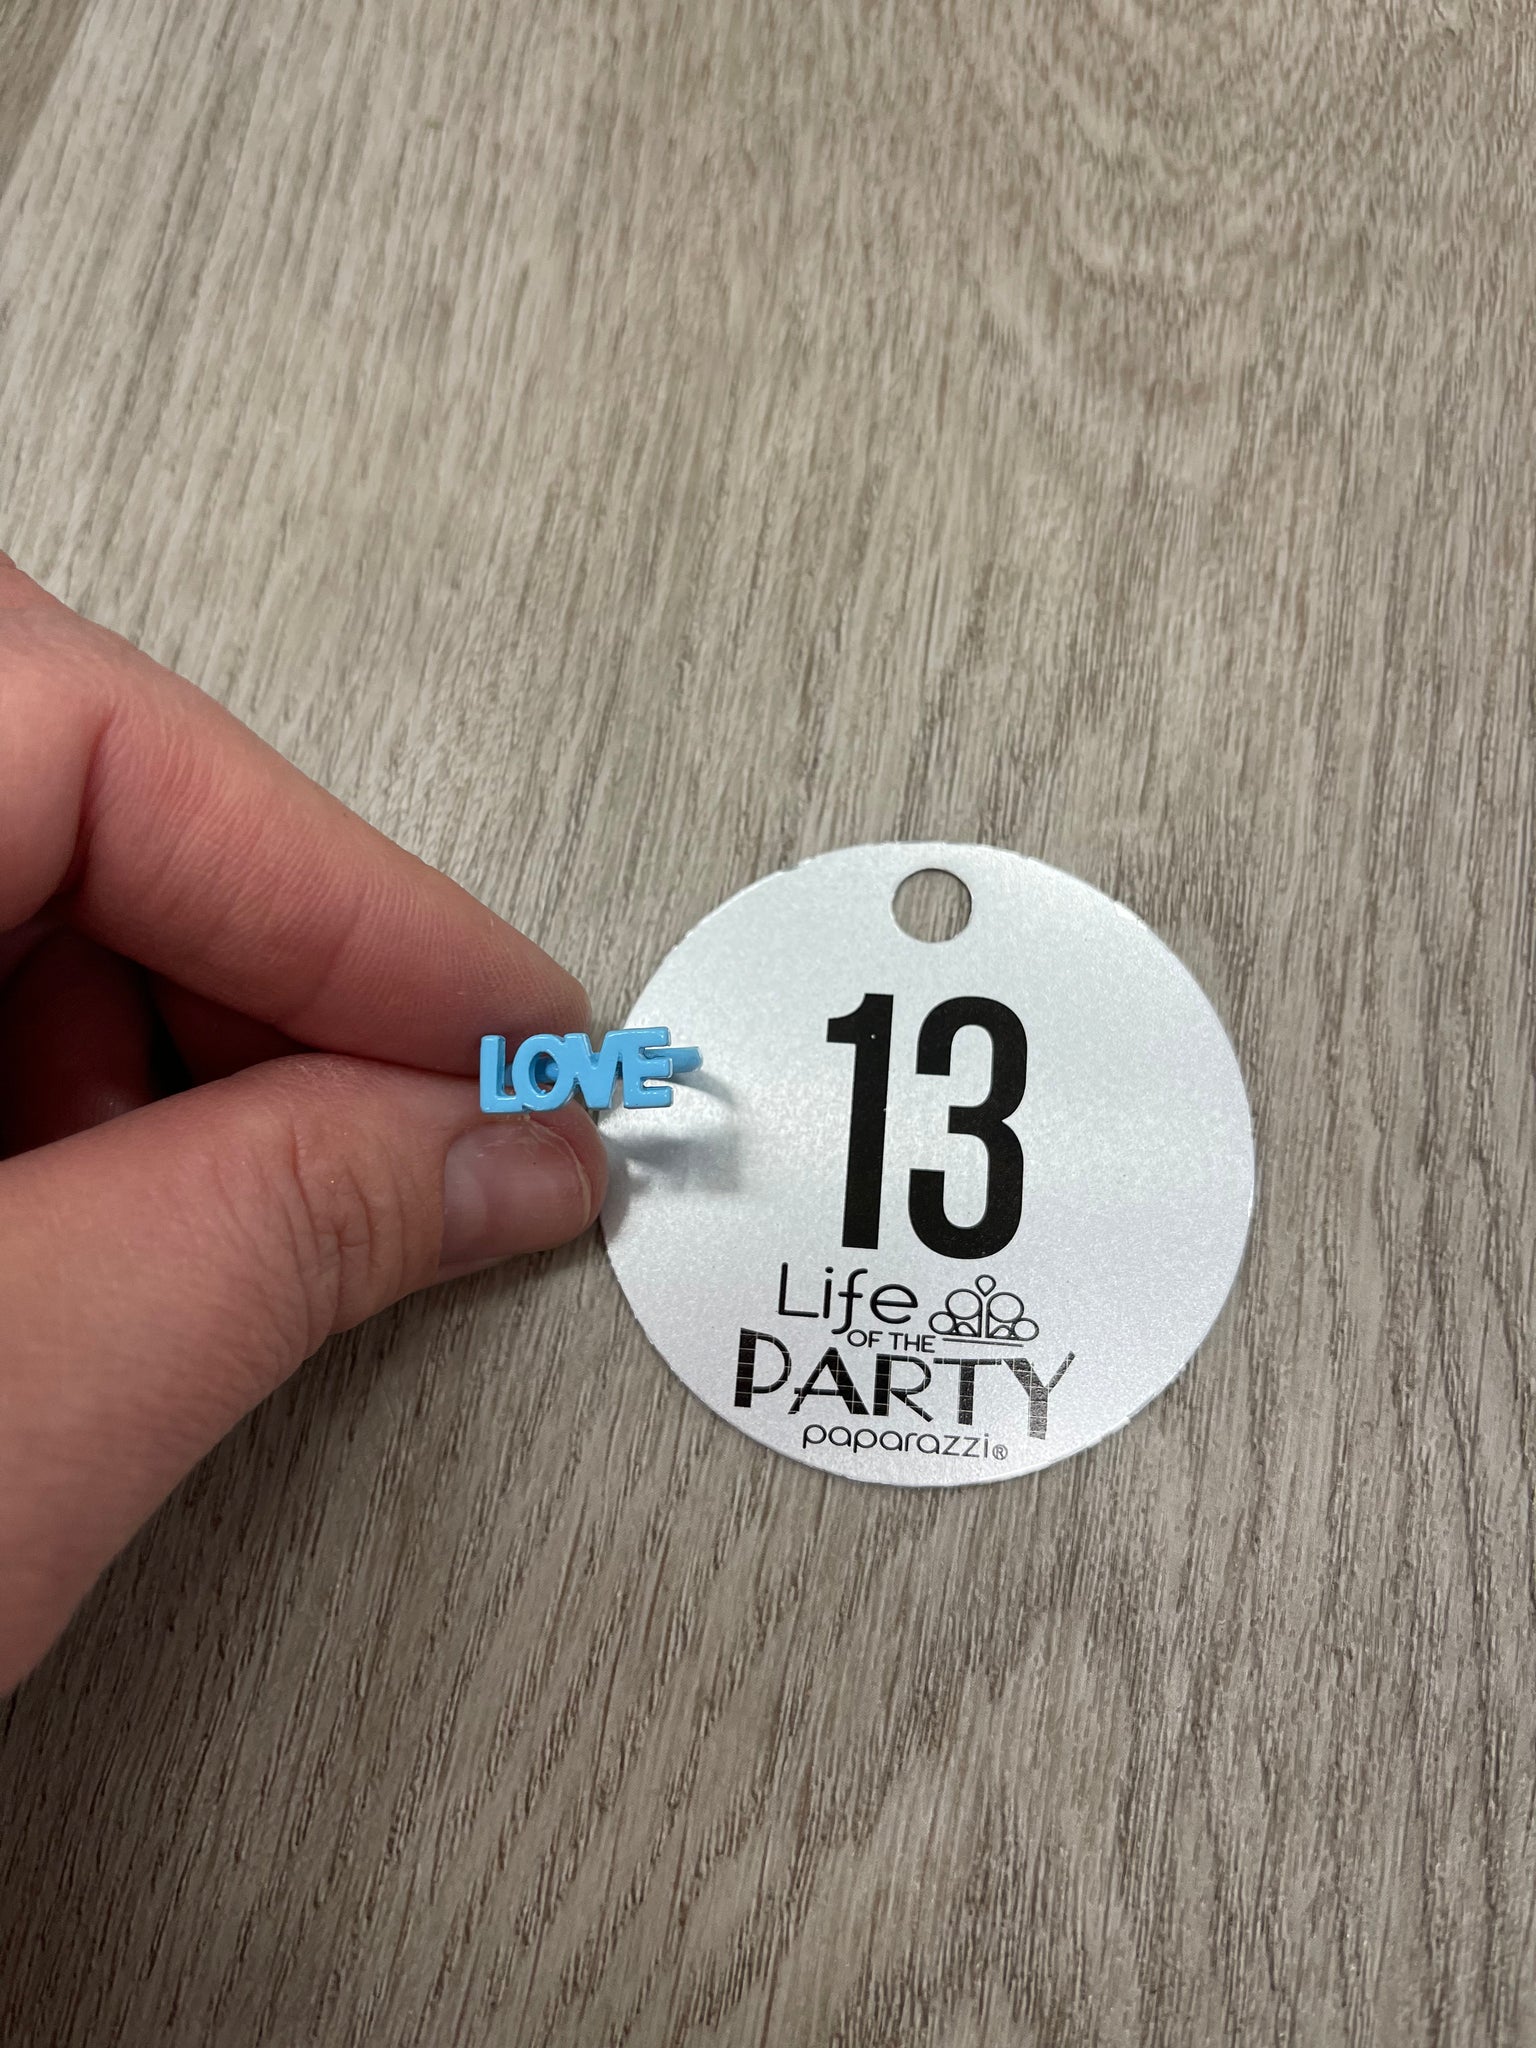 LOVE
13
Life
OF THE
PARTY
paparazzi®